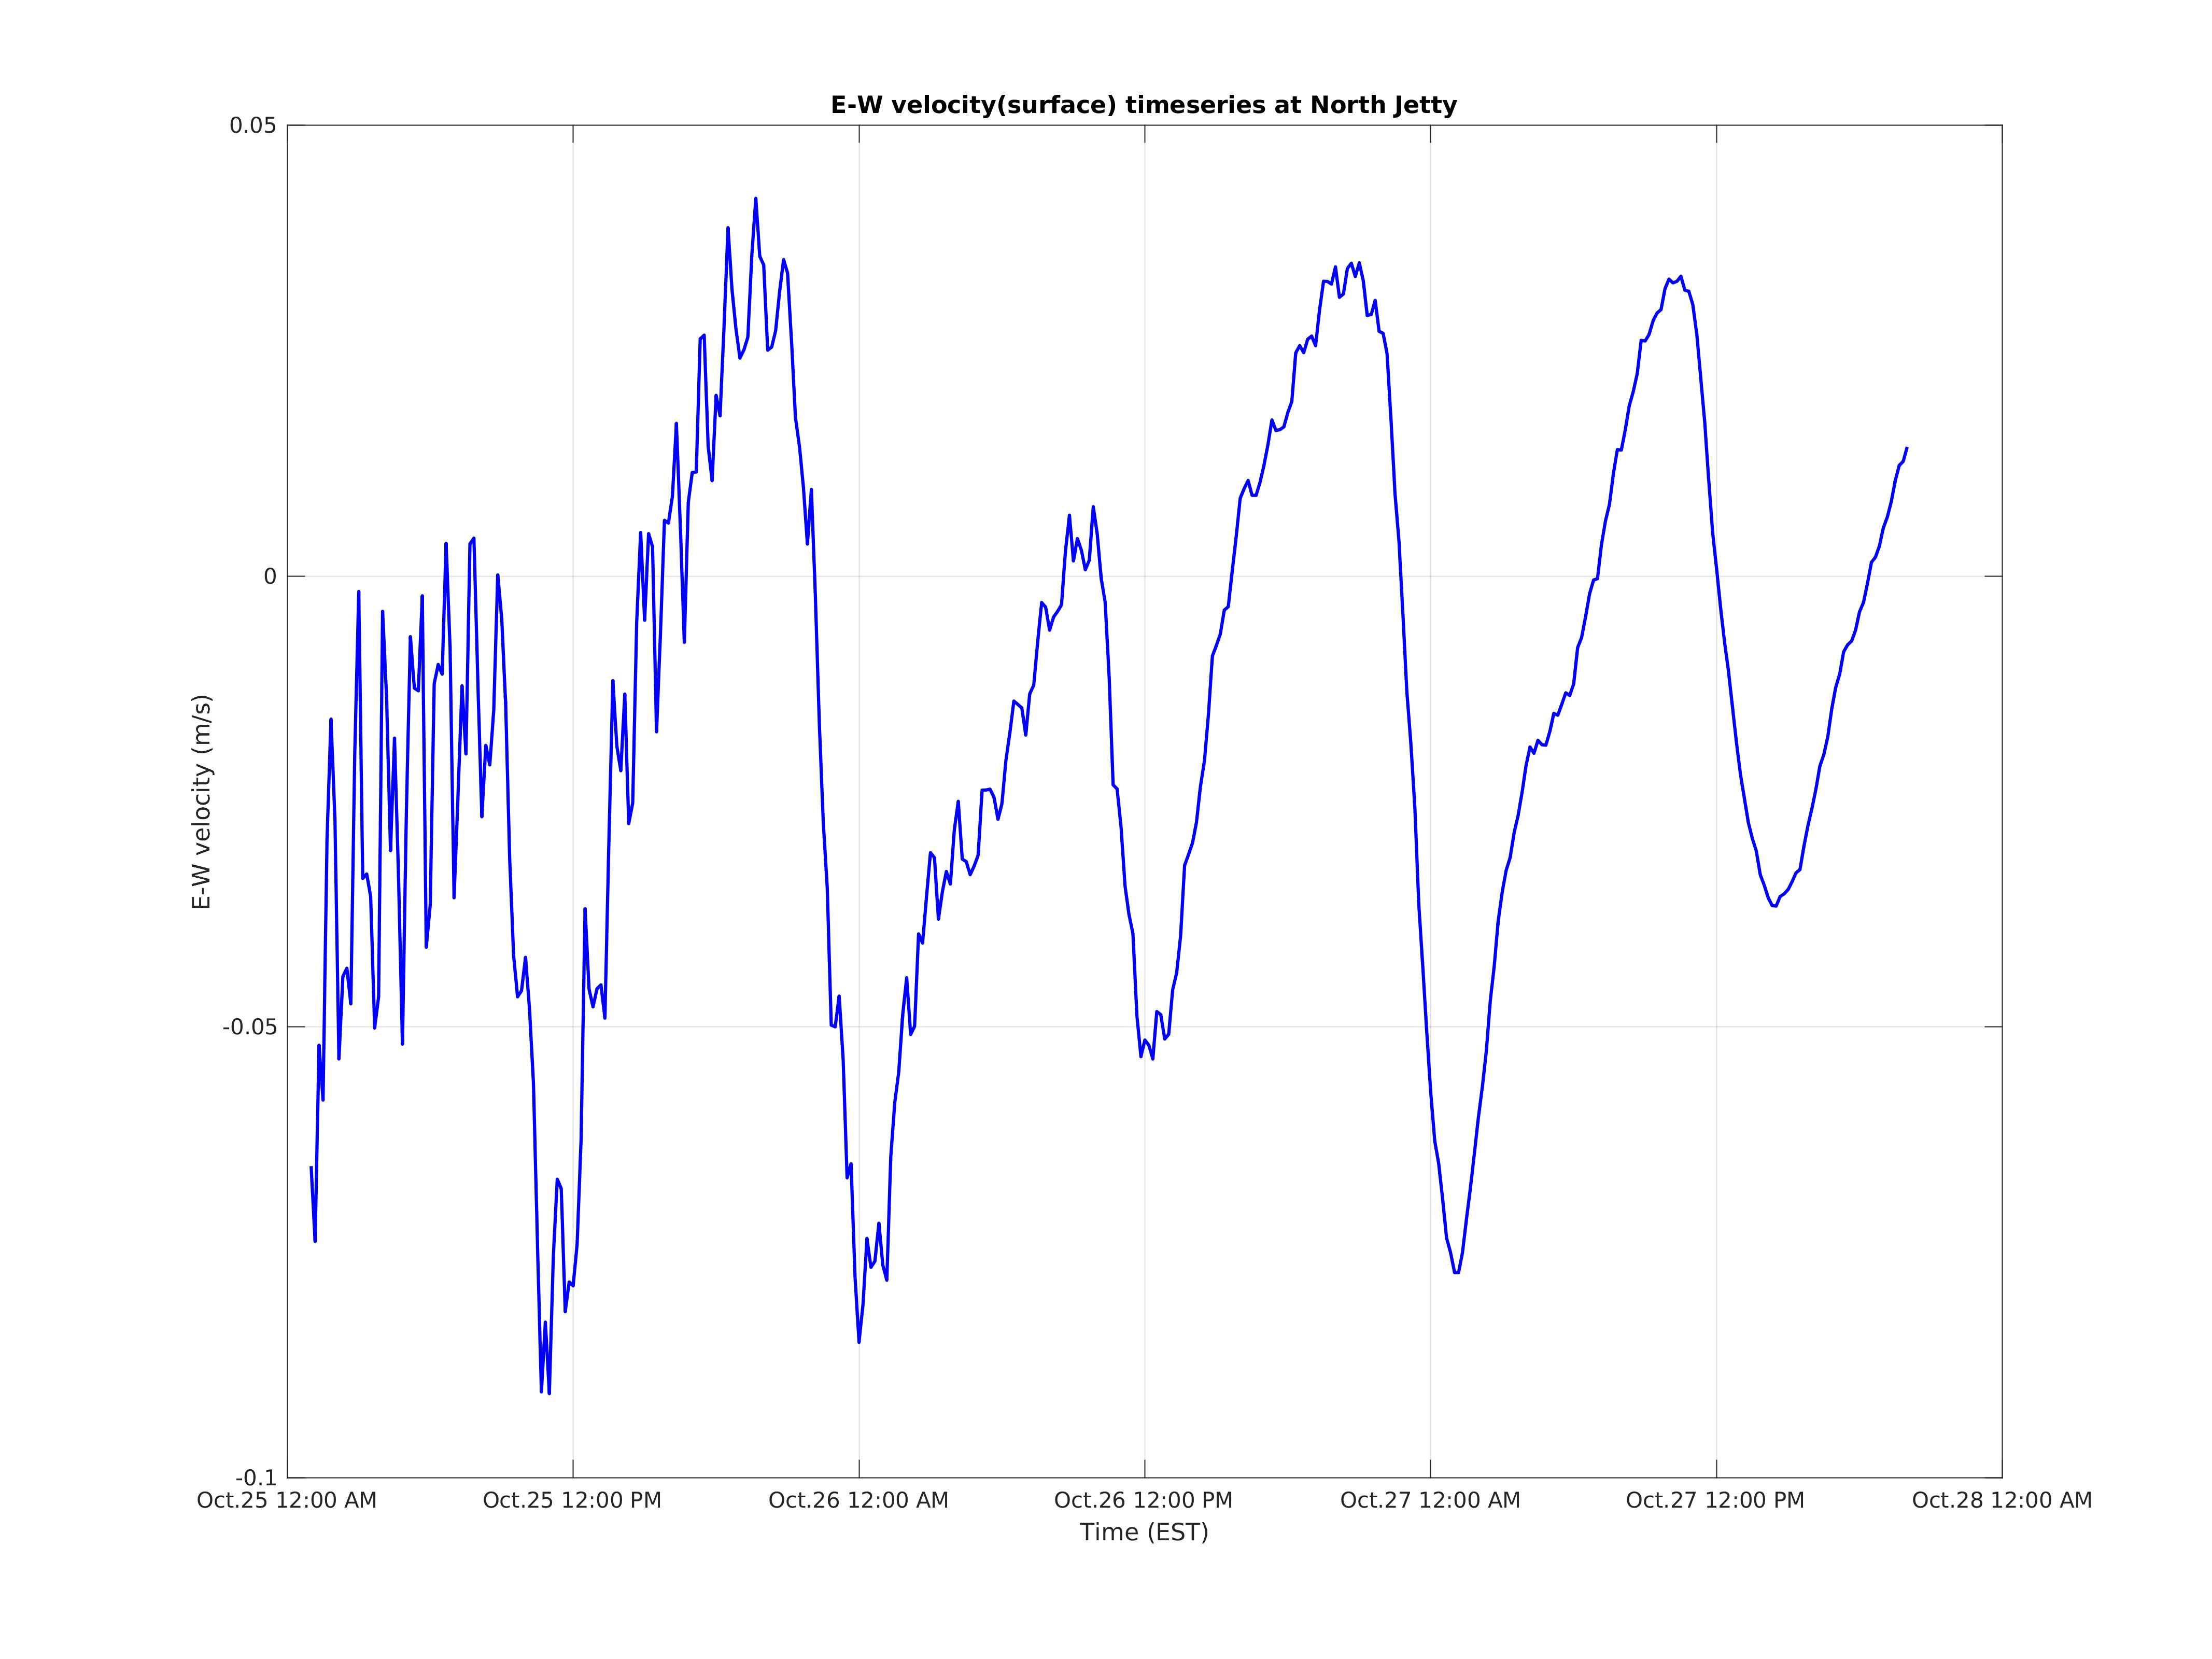 E-W velocity(surface) timeseries at North Jetty
0.05
0
-0.05
-0.1
E-W velocity (m/s)
Oct.25 12:00 AM
Oct.25 12:00 PM
Oct.26 12:00 AM
Oct.26 12:00 PM
Oct.27 12:00 AM
Oct.27 12:00 PM
Oct.28 12:00 AM
Time (EST)